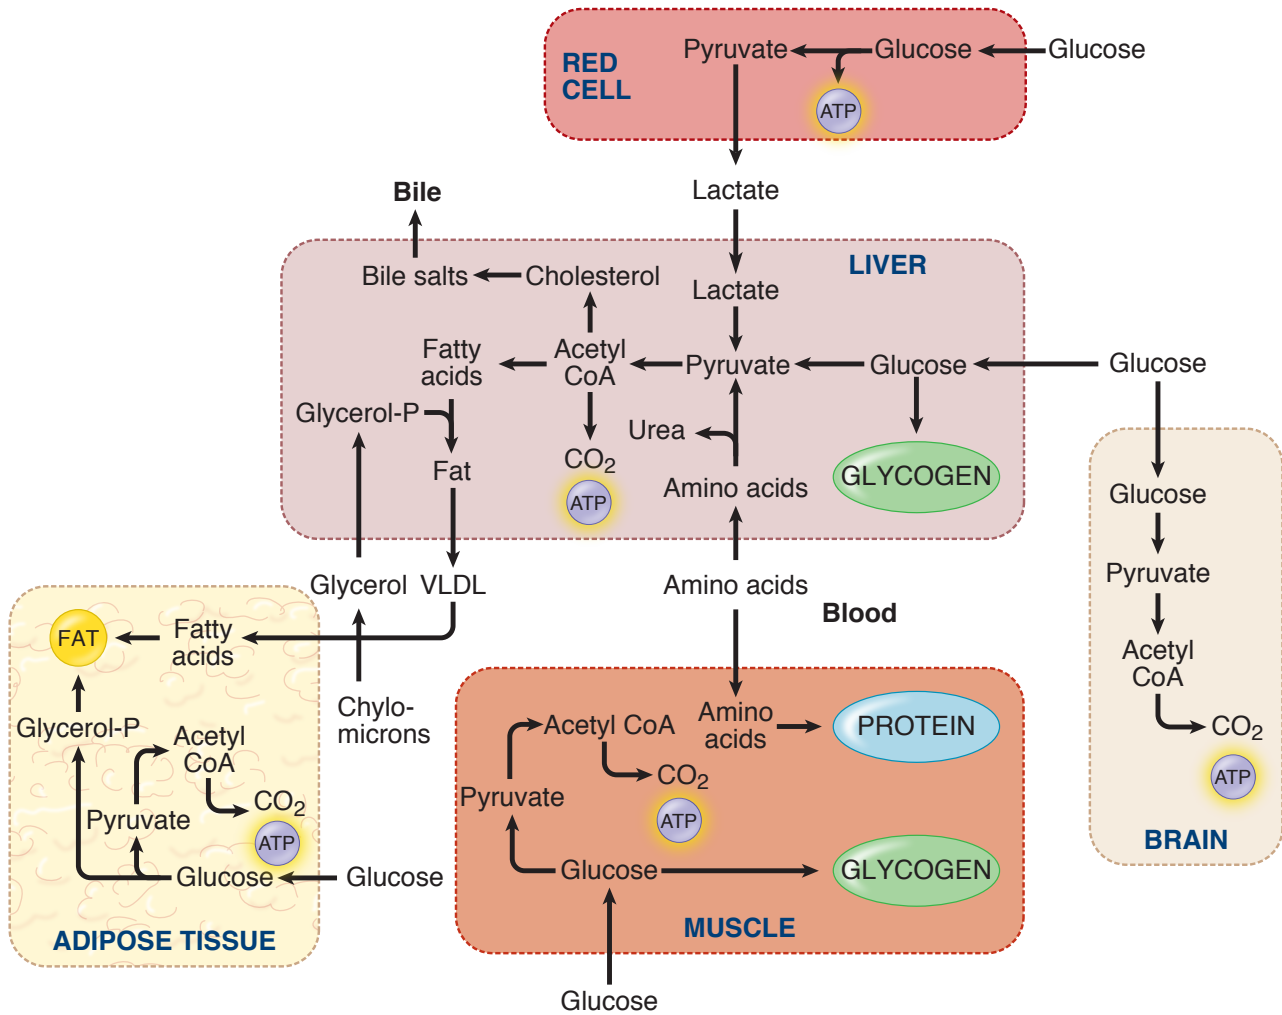 RED
CELL
Pyruvate
Glucose
Glucose
ATP
Lactate
Bile
LIVER
Bile salts
Cholesterol
Lactate
Fatty
acids
Acetyl
CoA
Pyruvate
Glucose
Glucose
Glycerol-P
Urea
CO2
ATP
Fat
Amino acids
GLYCOGEN
Glucose
Pyruvate
Acetyl
CoA
CO2
ATP
BRAIN
Glycerol
VLDL
Amino acids
Blood
FAT
Fatty
acids
Chylo-
microns
Glycerol-P
Acetyl
CoA
CO2
ATP
Pyruvate
Glucose
Glucose
ADIPOSE TISSUE
Acetyl CoA
Amino
acids
PROTEIN
CO2
ATP
Pyruvate
Glucose
GLYCOGEN
MUSCLE
Glucose